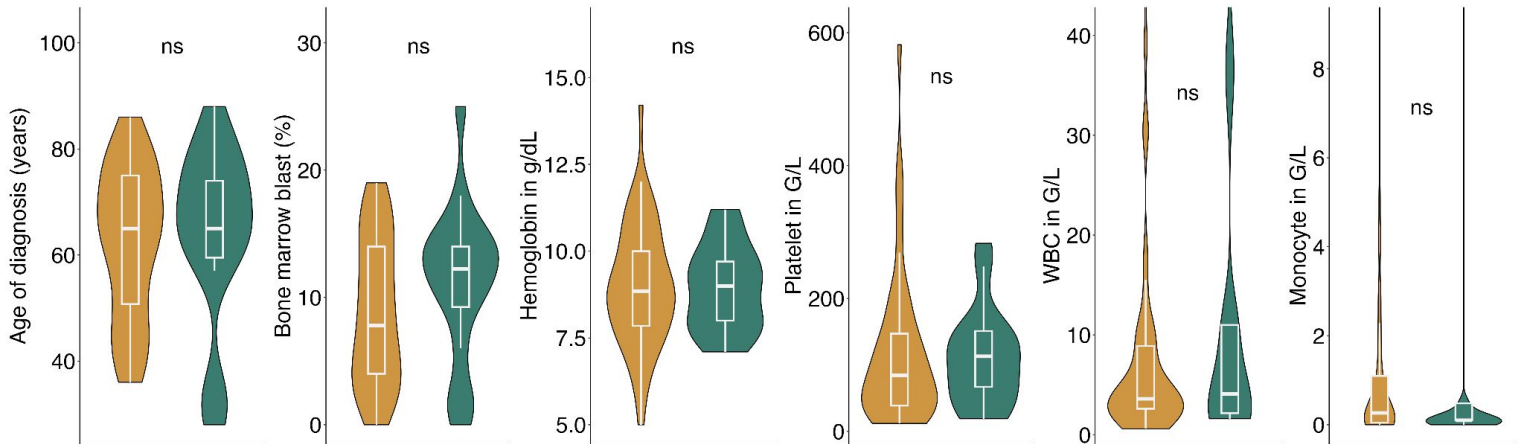 Age of diagnosis (years)
100
80
60
40
ns
Bone marrow blast (%)
30
20
10
0
ns
Hemoglobin in g/dL
15.0
12.5
10.0
7.5
5.0
ns
Platelet in G/L
600
400
200
0
ns
WBC in G/L
40
30
20
10
0
ns
Monocyte in G/L
8
6
4
2
0
ns